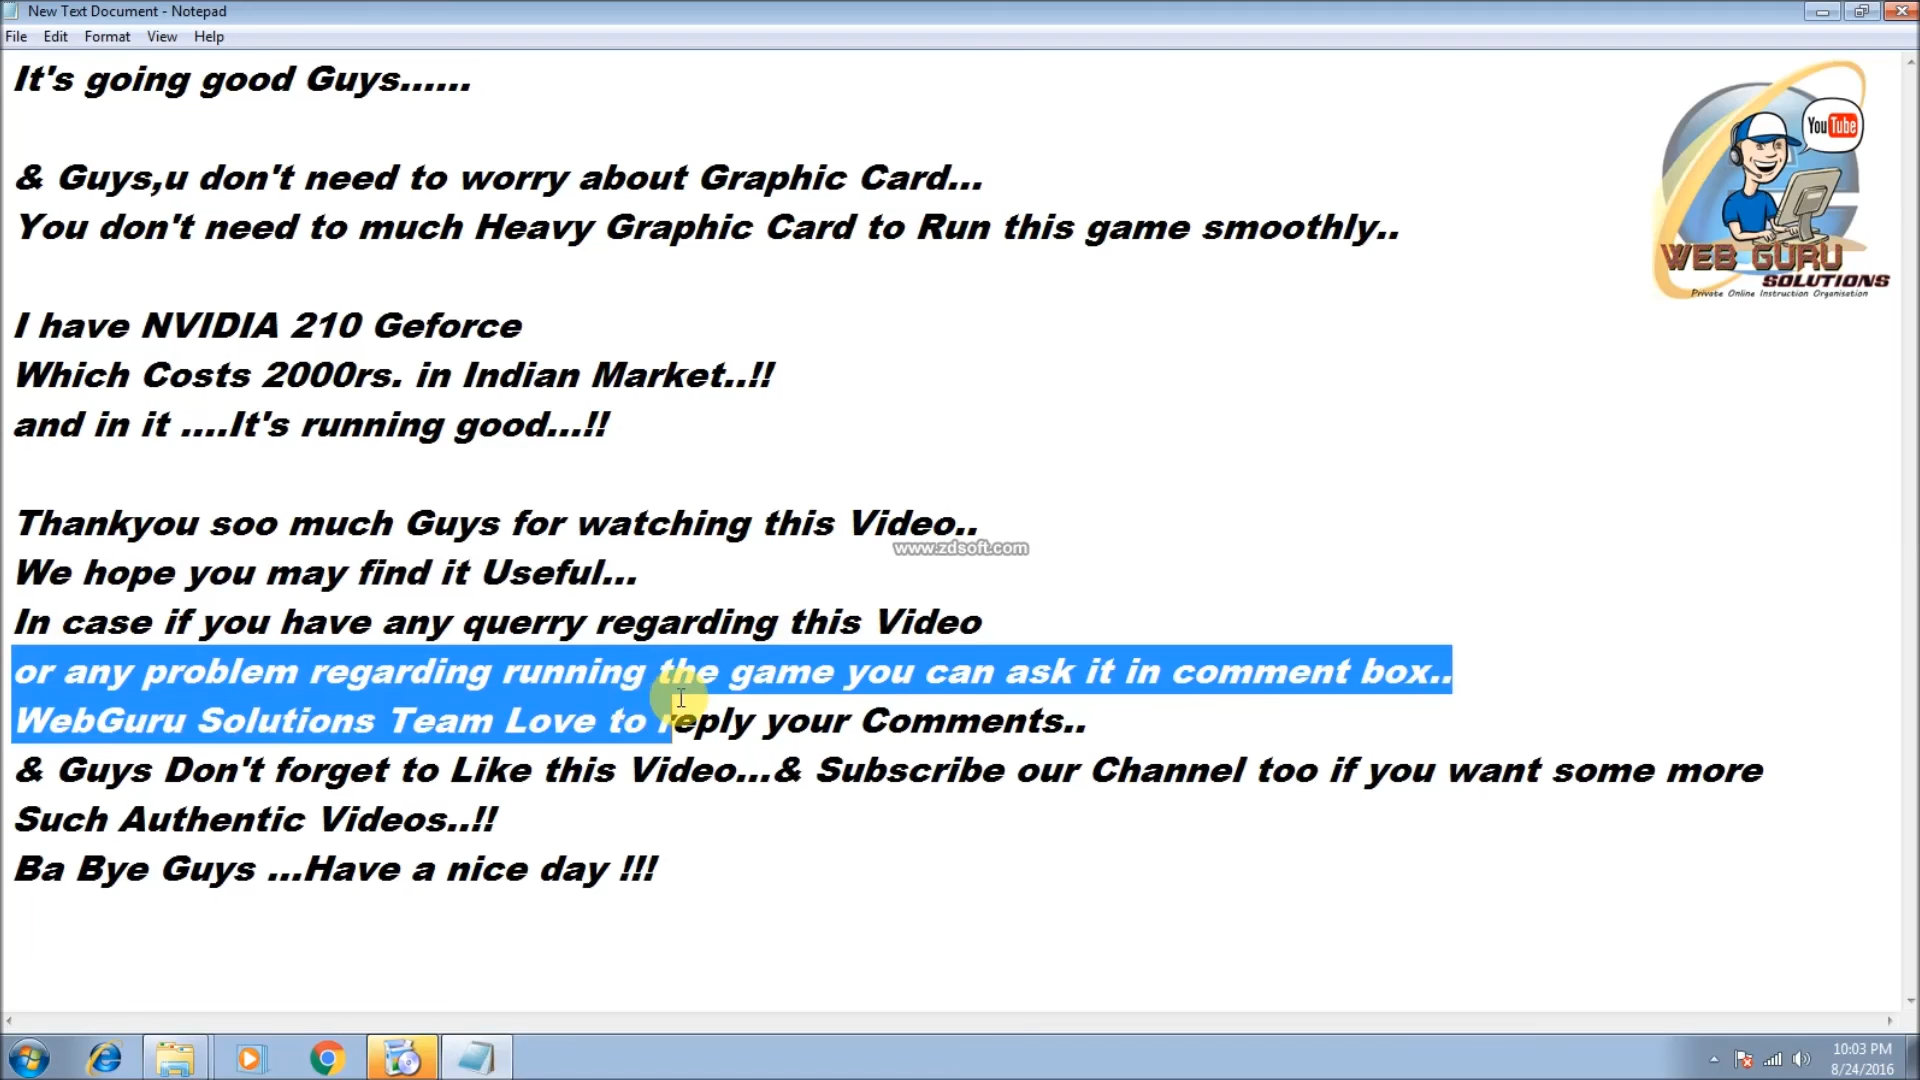 New Text Document - Notepad
File Edit Format View Help
It's going good Guys......
& Guys,u don't need to worry about Graphic Card...
You don't need to much Heavy Graphic Card to Run this game smoothly..
I have NVIDIA 210 Geforce
Which Costs 2000rs. in Indian Market..!!
and in it ....It's running good...!!
Thankyou soo much Guys for watching this Video..
We hope you may find it Useful...
In case if you have any querry regarding this Video
or any problem regarding running the game you can ask it in comment box..
WebGuru Solutions Team Love to reply your Comments..
& Guys Don't forget to Like this Video...& Subscribe our Channel too if you want some more
Such Authentic Videos..!!
Ba Bye Guys ...Have a nice day !!!
You Tube
WEB GURU
SOLUTIONS
Private Online Instruction Organisation
www.zdsoft.com
10:03 PM
8/24/2016